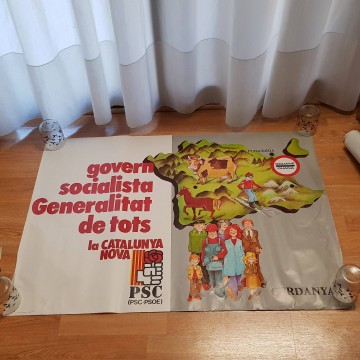 govern
socialista
Generalitat
de tots
la CATALUNYA
NOVA
PSC
(PSC-PSOE)
CERDANYA